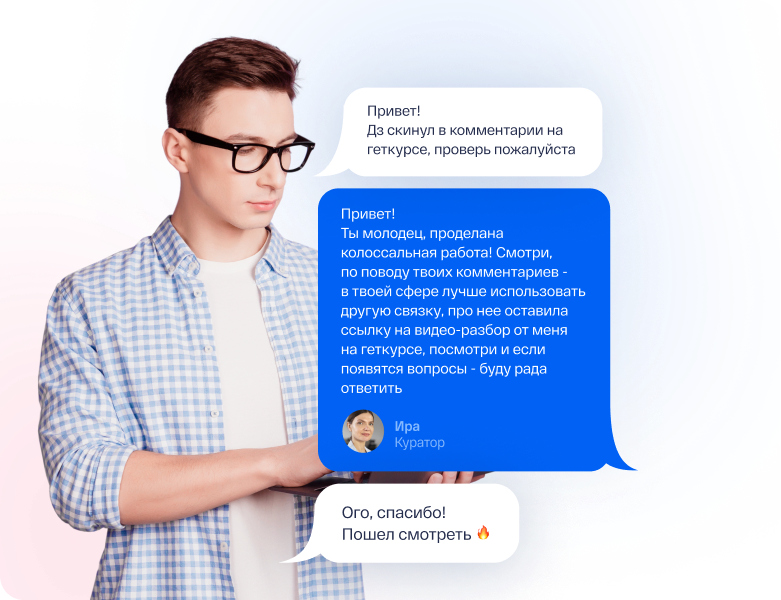 Привет!
Дз скинул в комментарии на
геткурсе, проверь пожалуйста
Привет!
Ты молодец, проделана
колоссальная работа! Смотри,
по поводу твоих комментариев -
в твоей сфере лучше использовать
другую связку, про нее оставила
ссылку на видео-разбор от меня
на геткурсе, посмотри и если
появятся вопросы - буду рада
ответить
Ира
Куратор
Ого, спасибо!
Пошел смотреть 🔥